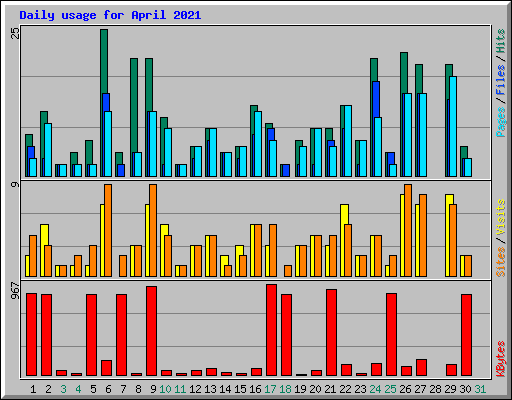 Daily usage for April 2021
25
Pages / Files / Hits
9
Sites / Visits
967
KBytes
1 2 3 4 5 6 7 8 9 10 11 12 13 14 15 16 17 18 19 20 21 22 23 24 25 26 27 28 29 30 31